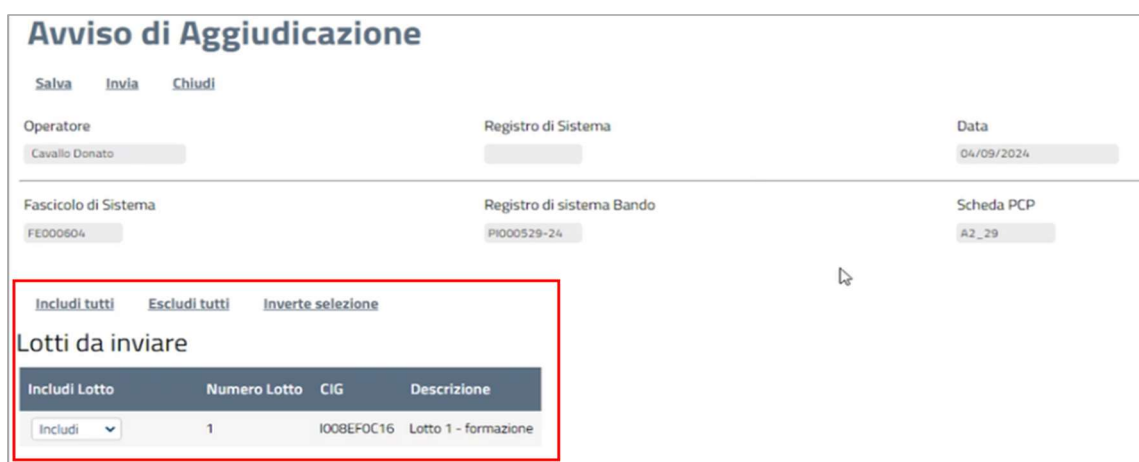 Avviso di Aggiudicazione
Salva Invia Chiudi
Operatore Registro di Sistema Data
Cavallo Donato 04/09/2024
Fascicolo di Sistema Registro di sistema Bando Scheda PCP
FE000604 PI000529-24 A2_29
Includi tutti Escludi tutti Inverte selezione
Lotti da inviare
Includi Lotto Numero Lotto CIG Descrizione
Includi 1 I008EF0C16 Lotto 1 - formazione